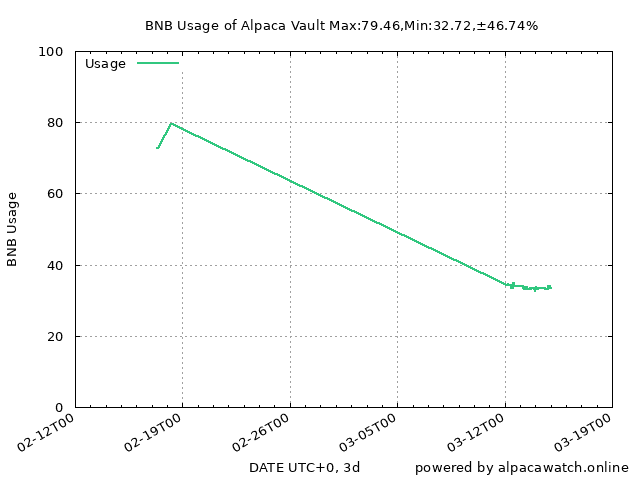 BNB Usage of Alpaca Vault Max:79.46,Min:32.72,±46.74%
Usage
100
80
60
40
20
0
BNB Usage
02-12T00
02-19T00
02-26T00
03-05T00
03-12T00
03-19T00
DATE UTC+0, 3d
powered by alpacawatch.online